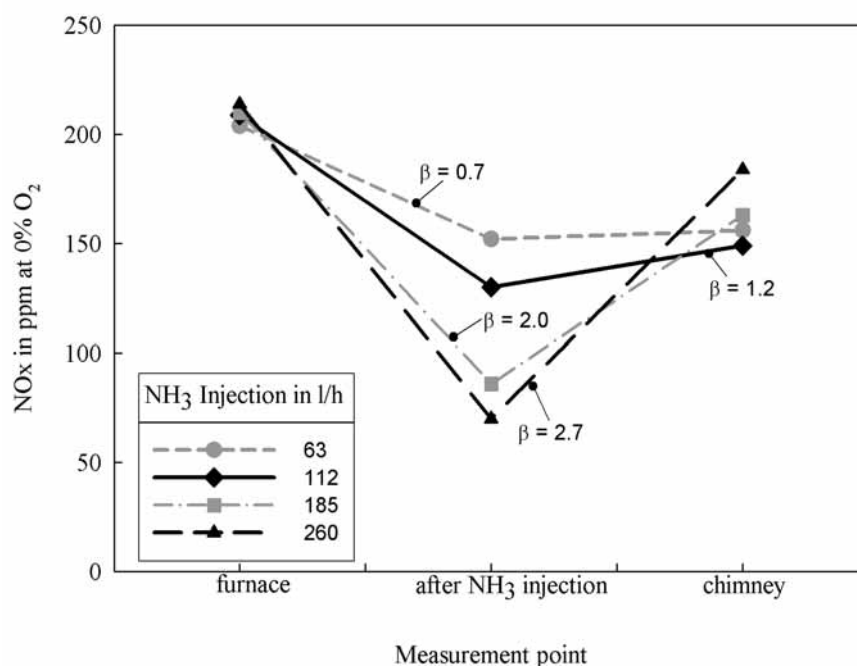 NOx in ppm at 0% O2
250
200
150
100
50
0
β = 0.7
β = 1.2
β = 2.0
β = 2.7
NH3 Injection in l/h
63
112
185
260
furnace
after NH3 injection
chimney
Measurement point